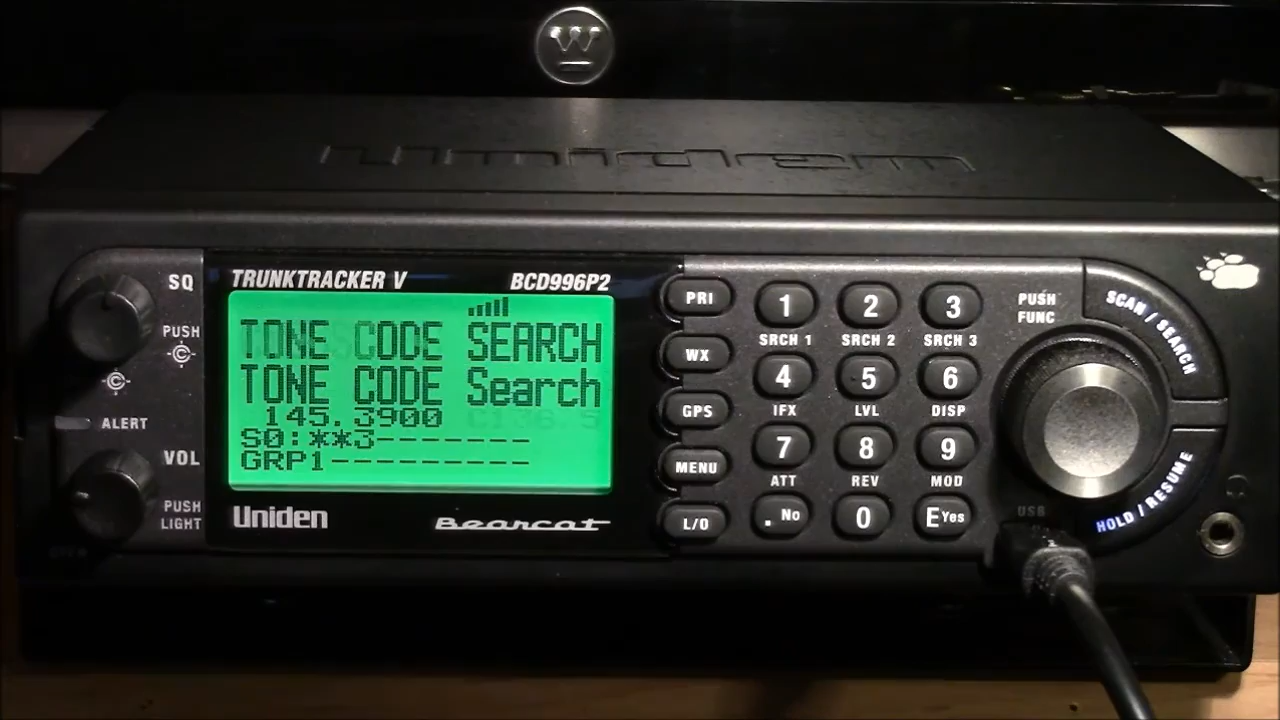 W
uniden
TRUNKTRACKER V BCD996P2
SQ
PUSH
ALERT
VOL
PUSH
LIGHT
TONE CODE SEARCH
TONE CODE Search
145.3900
S0:**3--------
GRP1----------
Uniden Bearcat
PRI 1 2 3
SRCH 1 SRCH 2 SRCH 3
WX 4 5 6
IFX LVL DISP
GPS 7 8 9
ATT REV MOD
MENU
L/O . No 0 E Yes
PUSH
FUNC
SCAN / SEARCH
HOLD / RESUME
USB